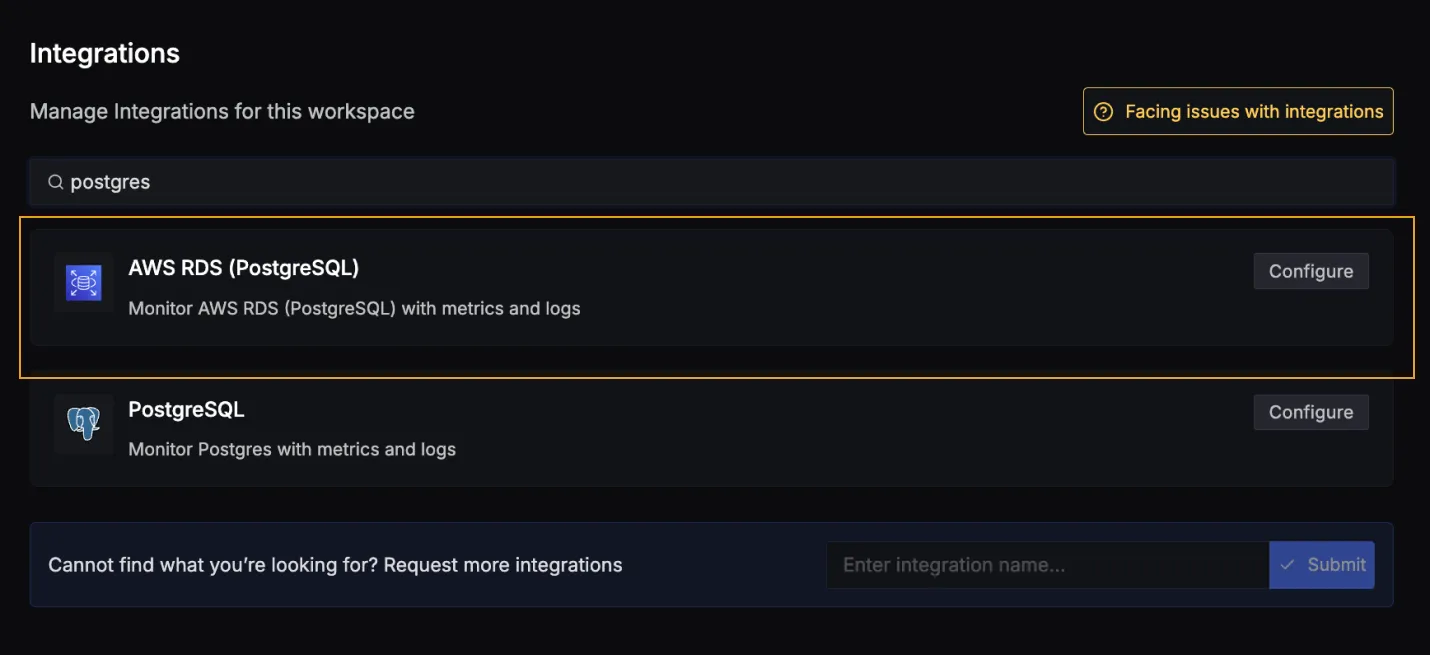 Integrations
Manage Integrations for this workspace
Facing issues with integrations
postgres
AWS RDS (PostgreSQL)
Configure
Monitor AWS RDS (PostgreSQL) with metrics and logs
PostgreSQL
Configure
Monitor Postgres with metrics and logs
Cannot find what you’re looking for? Request more integrations
Enter integration name...
Submit